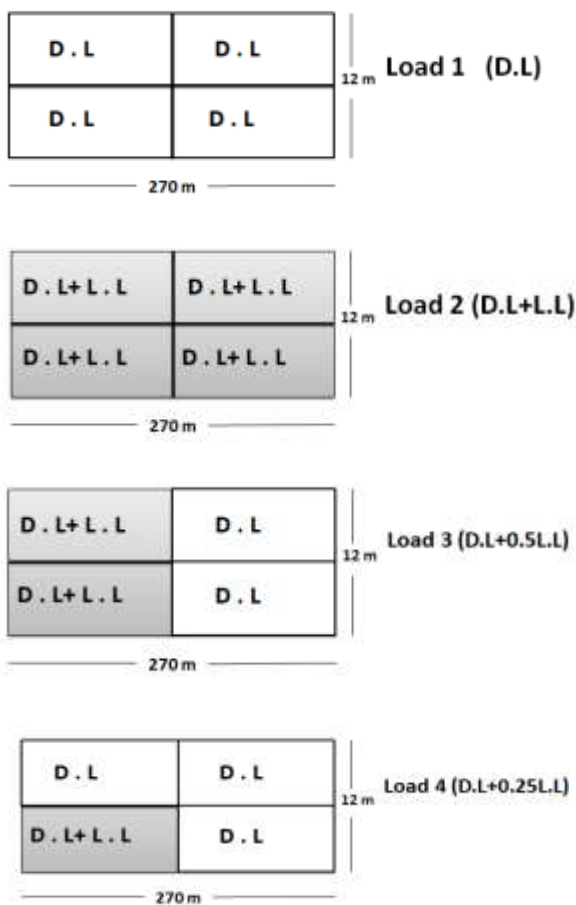 D . L D . L
12 m Load 1 (D.L)
D . L D . L
270 m
D . L+ L . L D . L+ L . L
12 m Load 2 (D.L+L.L)
D . L+ L . L D . L+ L . L
270 m
D . L+ L . L D . L
12 m Load 3 (D.L+0.5L.L)
D . L+ L . L D . L
270 m
D . L D . L
12 m Load 4 (D.L+0.25L.L)
D . L+ L . L D . L
270 m